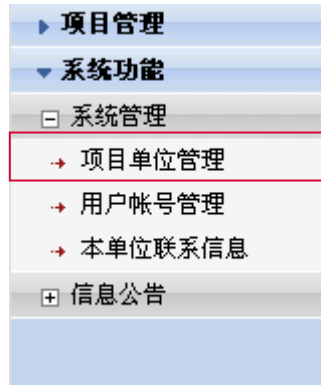 项目管理
系统功能
系统管理
项目单位管理
用户帐号管理
本单位联系信息
信息公告